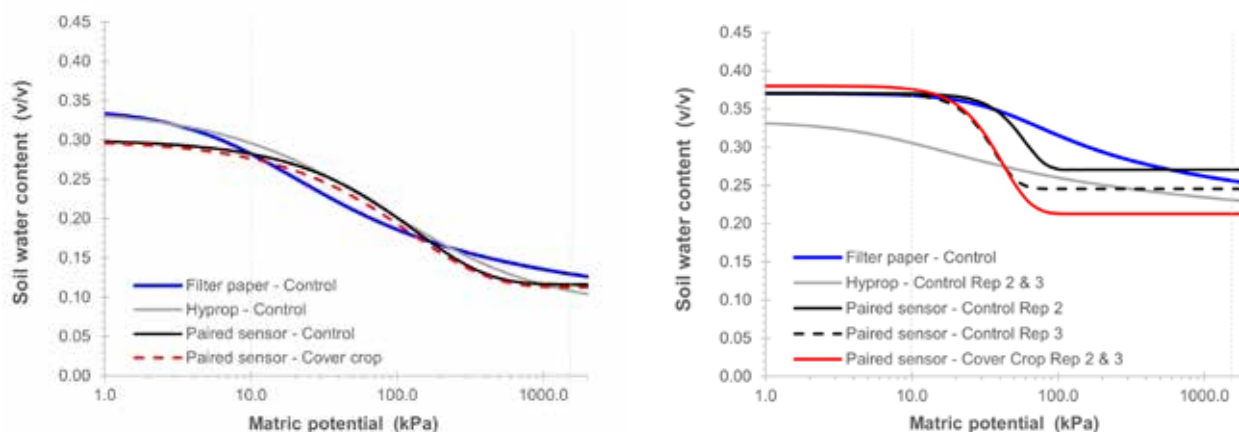 0.45
0.40
0.35
0.30
0.25
0.20
0.15
0.10
0.05
0.00
Soil water content (v/v)
Filter paper - Control
Hyprop - Control
Paired sensor - Control
Paired sensor - Cover crop
1.0 10.0 100.0 1000.0
Matric potential (kPa)
0.45
0.40
0.35
0.30
0.25
0.20
0.15
0.10
0.05
0.00
Soil water content (v/v)
Filter paper - Control
Hyprop - Control Rep 2 & 3
Paired sensor - Control Rep 2
Paired sensor - Control Rep 3
Paired sensor - Cover Crop Rep 2 & 3
1.0 10.0 100.0 1000.0
Matric potential (kPa)